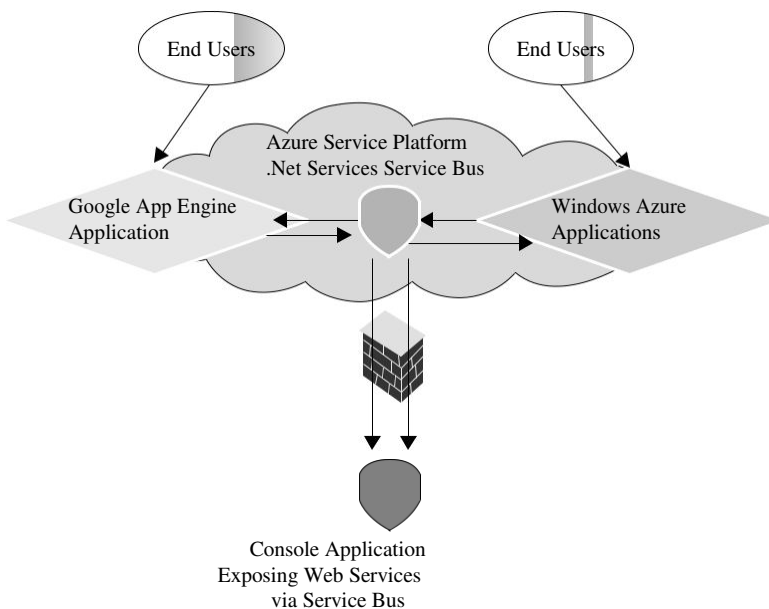 End Users
End Users
Azure Service Platform
.Net Services Service Bus
Google App Engine
Application
Windows Azure
Applications
Console Application
Exposing Web Services
via Service Bus